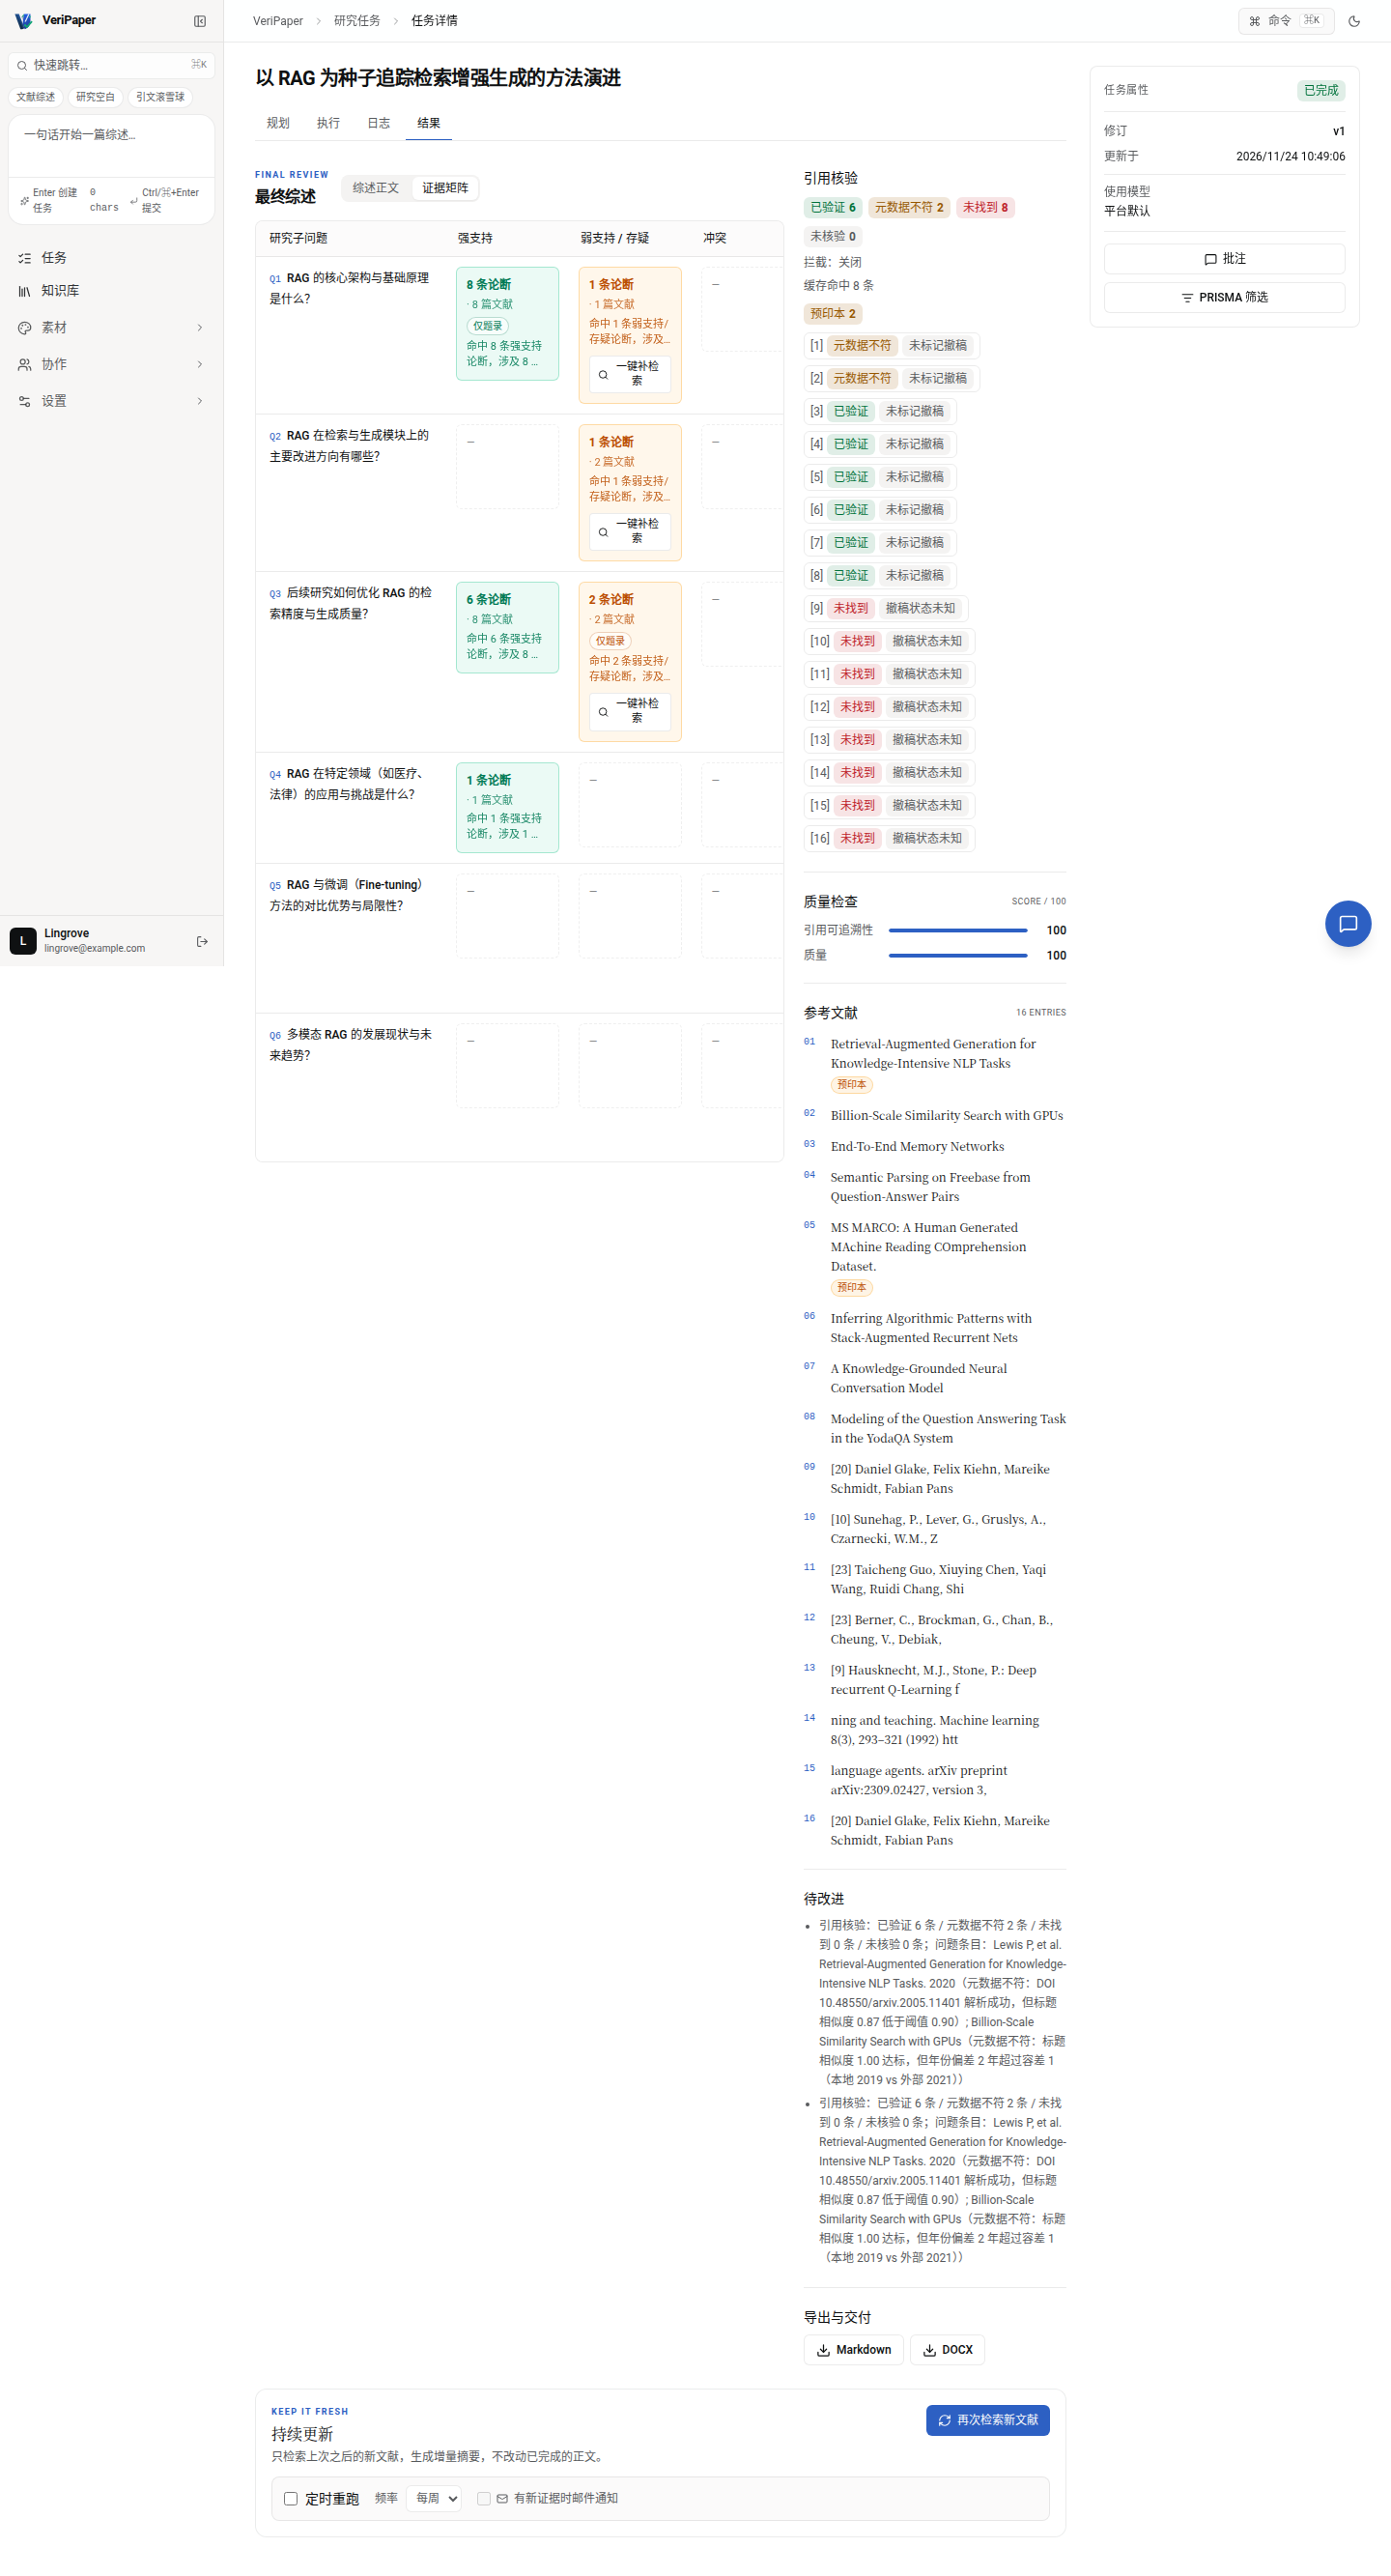 VeriPaper
快速跳转… ⌘K
文献综述 研究空白 引文滚雪球
一句话开始一篇综述…
Enter 创建任务 0 chars Ctrl/⌘+Enter 提交
任务
知识库
素材
协作
设置
L Lingrove
lingrove@example.com
VeriPaper 研究任务 任务详情
⌘ 命令 ⌘K
以 RAG 为种子追踪检索增强生成的方法演进
规划 执行 日志 结果
FINAL REVIEW
最终综述
综述正文 证据矩阵
研究子问题 强支持 弱支持 / 存疑 冲突
Q1 RAG 的核心架构与基础原理
是什么?
8 条论断
· 8 篇文献
仅题录
命中 8 条强支持
论断，涉及 8 …
1 条论断
· 1 篇文献
命中 1 条弱支持/
存疑论断，涉及…
一键补检
索
—
Q2 RAG 在检索与生成模块上的
主要改进方向有哪些?
—
1 条论断
· 2 篇文献
命中 1 条弱支持/
存疑论断，涉及…
一键补检
索
—
Q3 后续研究如何优化 RAG 的检
索精度与生成质量?
6 条论断
· 8 篇文献
命中 6 条强支持
论断，涉及 8 …
2 条论断
· 2 篇文献
仅题录
命中 2 条弱支持/
存疑论断，涉及…
一键补检
索
—
Q4 RAG 在特定领域（如医疗、
法律）的应用与挑战是什么?
1 条论断
· 1 篇文献
命中 1 条强支持
论断，涉及 1 …
—
—
Q5 RAG 与微调（Fine-tuning）
方法的对比优势与局限性?
—
—
—
Q6 多模态 RAG 的发展现状与未
来趋势?
—
—
—
引用核验
已验证 6 元数据不符 2 未找到 8
未核验 0
拦截：关闭
缓存命中 8 条
预印本 2
[1] 元数据不符 未标记撤稿
[2] 元数据不符 未标记撤稿
[3] 已验证 未标记撤稿
[4] 已验证 未标记撤稿
[5] 已验证 未标记撤稿
[6] 已验证 未标记撤稿
[7] 已验证 未标记撤稿
[8] 已验证 未标记撤稿
[9] 未找到 撤稿状态未知
[10] 未找到 撤稿状态未知
[11] 未找到 撤稿状态未知
[12] 未找到 撤稿状态未知
[13] 未找到 撤稿状态未知
[14] 未找到 撤稿状态未知
[15] 未找到 撤稿状态未知
[16] 未找到 撤稿状态未知
质量检查 SCORE / 100
引用可追溯性 100
质量 100
参考文献 16 ENTRIES
01 Retrieval-Augmented Generation for
Knowledge-Intensive NLP Tasks
预印本
02 Billion-Scale Similarity Search with GPUs
03 End-To-End Memory Networks
04 Semantic Parsing on Freebase from
Question-Answer Pairs
05 MS MARCO: A Human Generated
MAchine Reading COmprehension
Dataset.
预印本
06 Inferring Algorithmic Patterns with
Stack-Augmented Recurrent Nets
07 A Knowledge-Grounded Neural
Conversation Model
08 Modeling of the Question Answering Task
in the YodaQA System
09 [20] Daniel Glake, Felix Kiehn, Mareike
Schmidt, Fabian Pans
10 [10] Sunehag, P., Lever, G., Gruslys, A.,
Czarnecki, W.M., Z
11 [23] Taicheng Guo, Xiuying Chen, Yaqi
Wang, Ruidi Chang, Shi
12 [23] Berner, C., Brockman, G., Chan, B.,
Cheung, V., Debiak,
13 [9] Hausknecht, M.J., Stone, P.: Deep
recurrent Q-Learning f
14 ning and teaching. Machine learning
8(3), 293–321 (1992) htt
15 language agents. arXiv preprint
arXiv:2309.02427, version 3,
16 [20] Daniel Glake, Felix Kiehn, Mareike
Schmidt, Fabian Pans
待改进
• 引用核验：已验证 6 条 / 元数据不符 2 条 / 未找
到 0 条 / 未核验 0 条；问题条目：Lewis P, et al.
Retrieval-Augmented Generation for Knowledge-
Intensive NLP Tasks. 2020（元数据不符：DOI
10.48550/arxiv.2005.11401 解析成功，但标题
相似度 0.87 低于阈值 0.90）; Billion-Scale
Similarity Search with GPUs（元数据不符：标题
相似度 1.00 达标，但年份偏差 2 年超过容差 1
（本地 2019 vs 外部 2021））
• 引用核验：已验证 6 条 / 元数据不符 2 条 / 未找
到 0 条 / 未核验 0 条；问题条目：Lewis P, et al.
Retrieval-Augmented Generation for Knowledge-
Intensive NLP Tasks. 2020（元数据不符：DOI
10.48550/arxiv.2005.11401 解析成功，但标题
相似度 0.87 低于阈值 0.90）; Billion-Scale
Similarity Search with GPUs（元数据不符：标题
相似度 1.00 达标，但年份偏差 2 年超过容差 1
（本地 2019 vs 外部 2021））
导出与交付
Markdown DOCX
KEEP IT FRESH
持续更新
只检索上次之后的新文献，生成增量摘要，不改动已完成的正文。
再次检索新文献
定时重跑 频率 每周 有新证据时邮件通知
任务属性 已完成
修订 v1
更新于 2026/11/24 10:49:06
使用模型
平台默认
批注
PRISMA 筛选